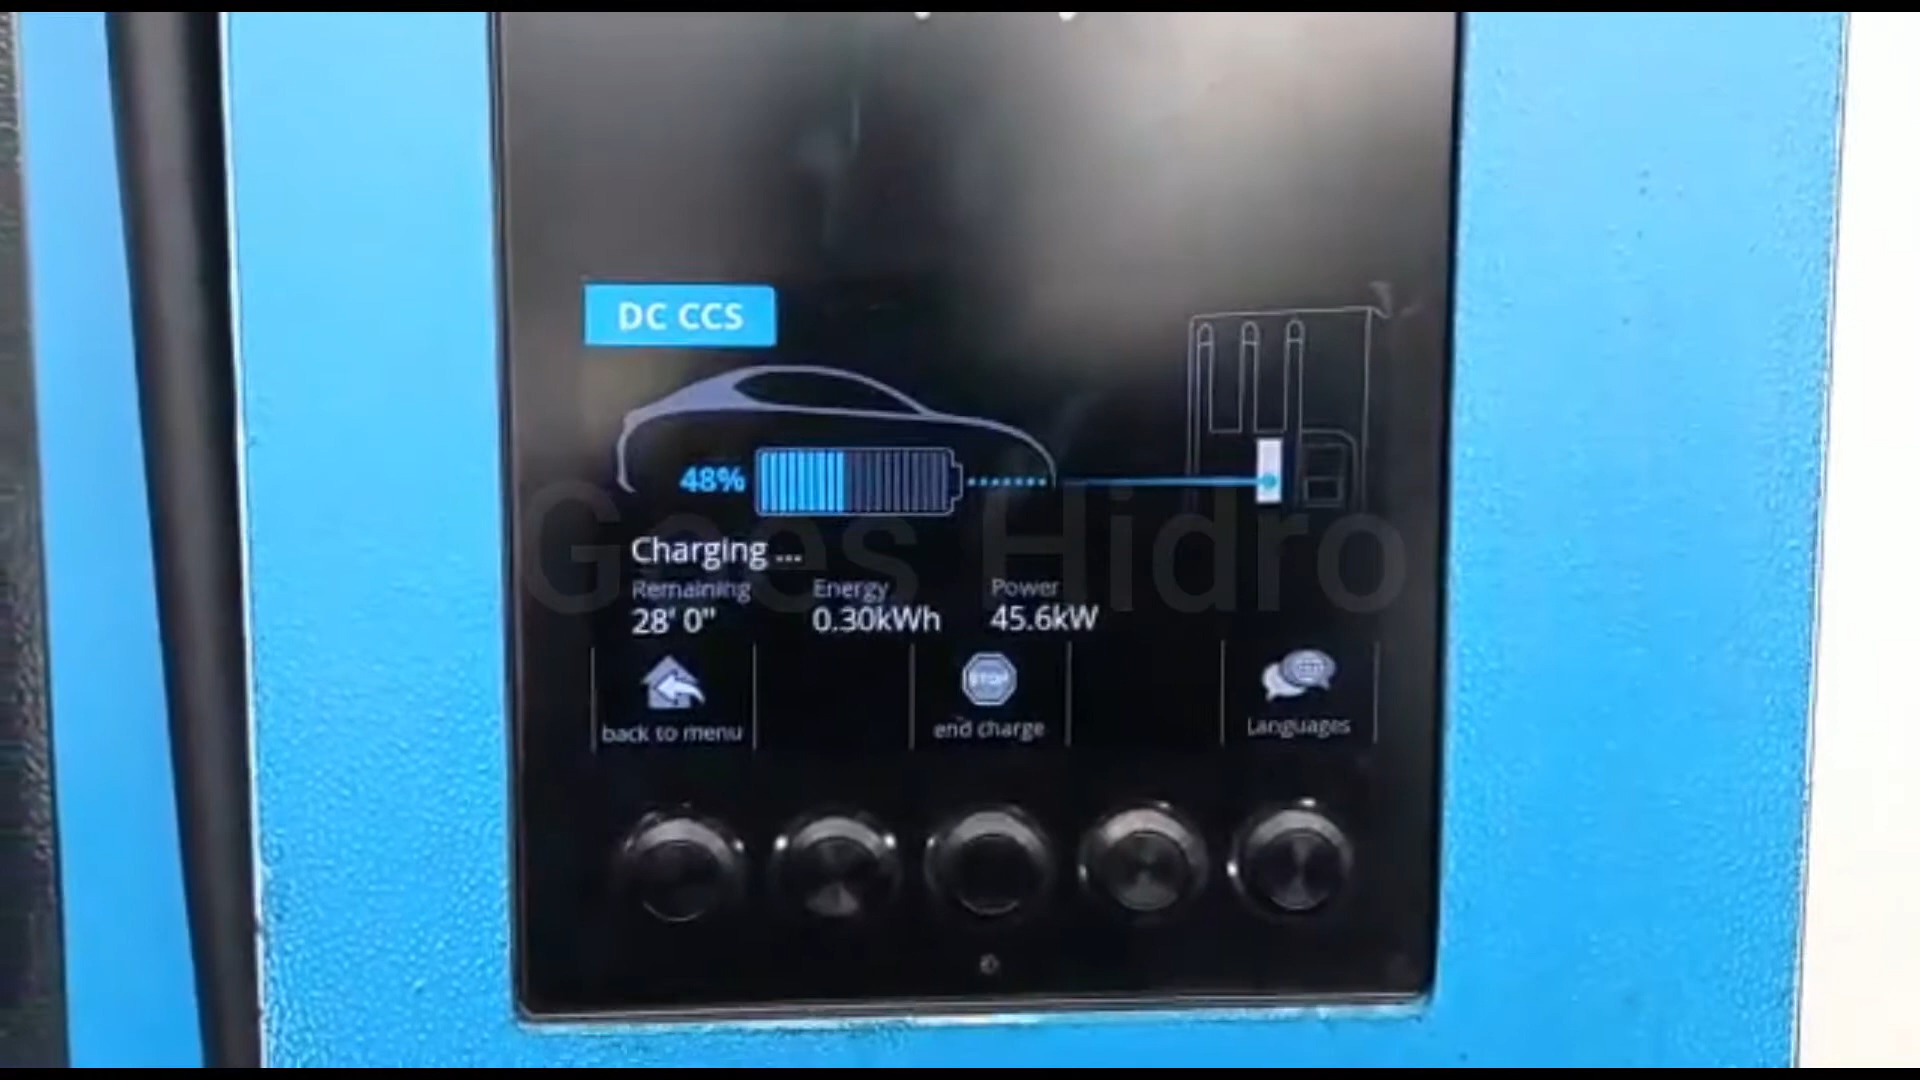 DC CCS
48%
Charging ...
Remaining Energy Power
28' 0" 0.30kWh 45.6kW
STOP
back to menu end charge Languages
Goes Hidro